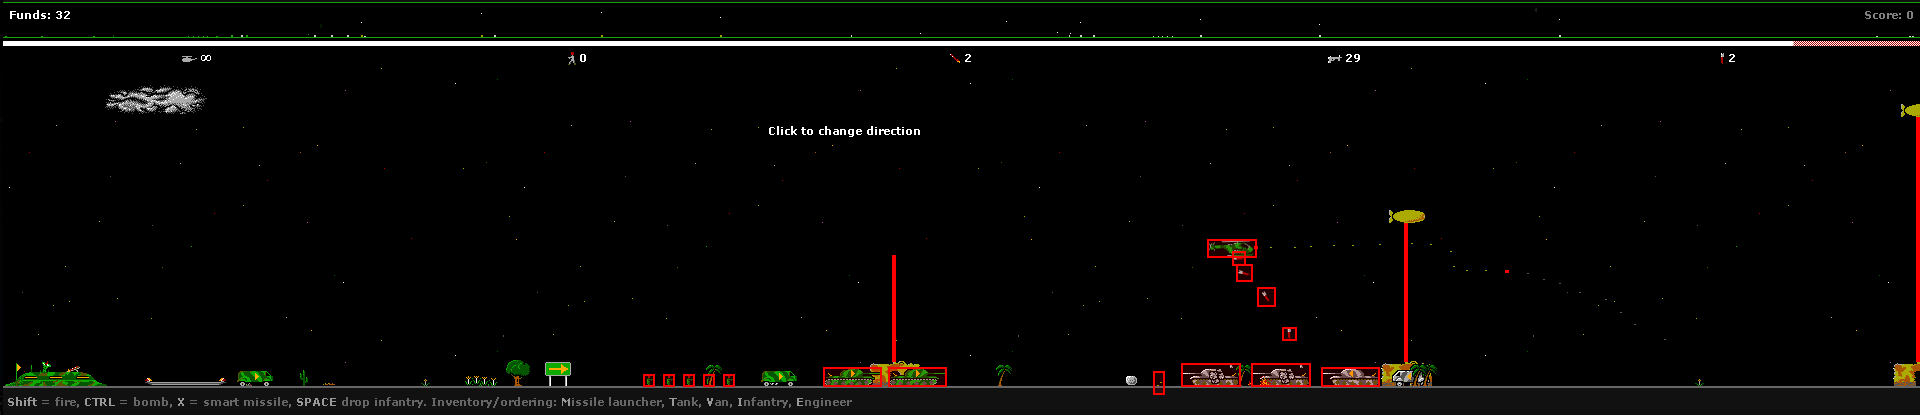 Funds: 32
Score: 0
∞
0
2
29
2
Click to change direction
Shift = fire, CTRL = bomb, X = smart missile, SPACE drop infantry. Inventory/ordering: Missile launcher, Tank, Van, Infantry, Engineer